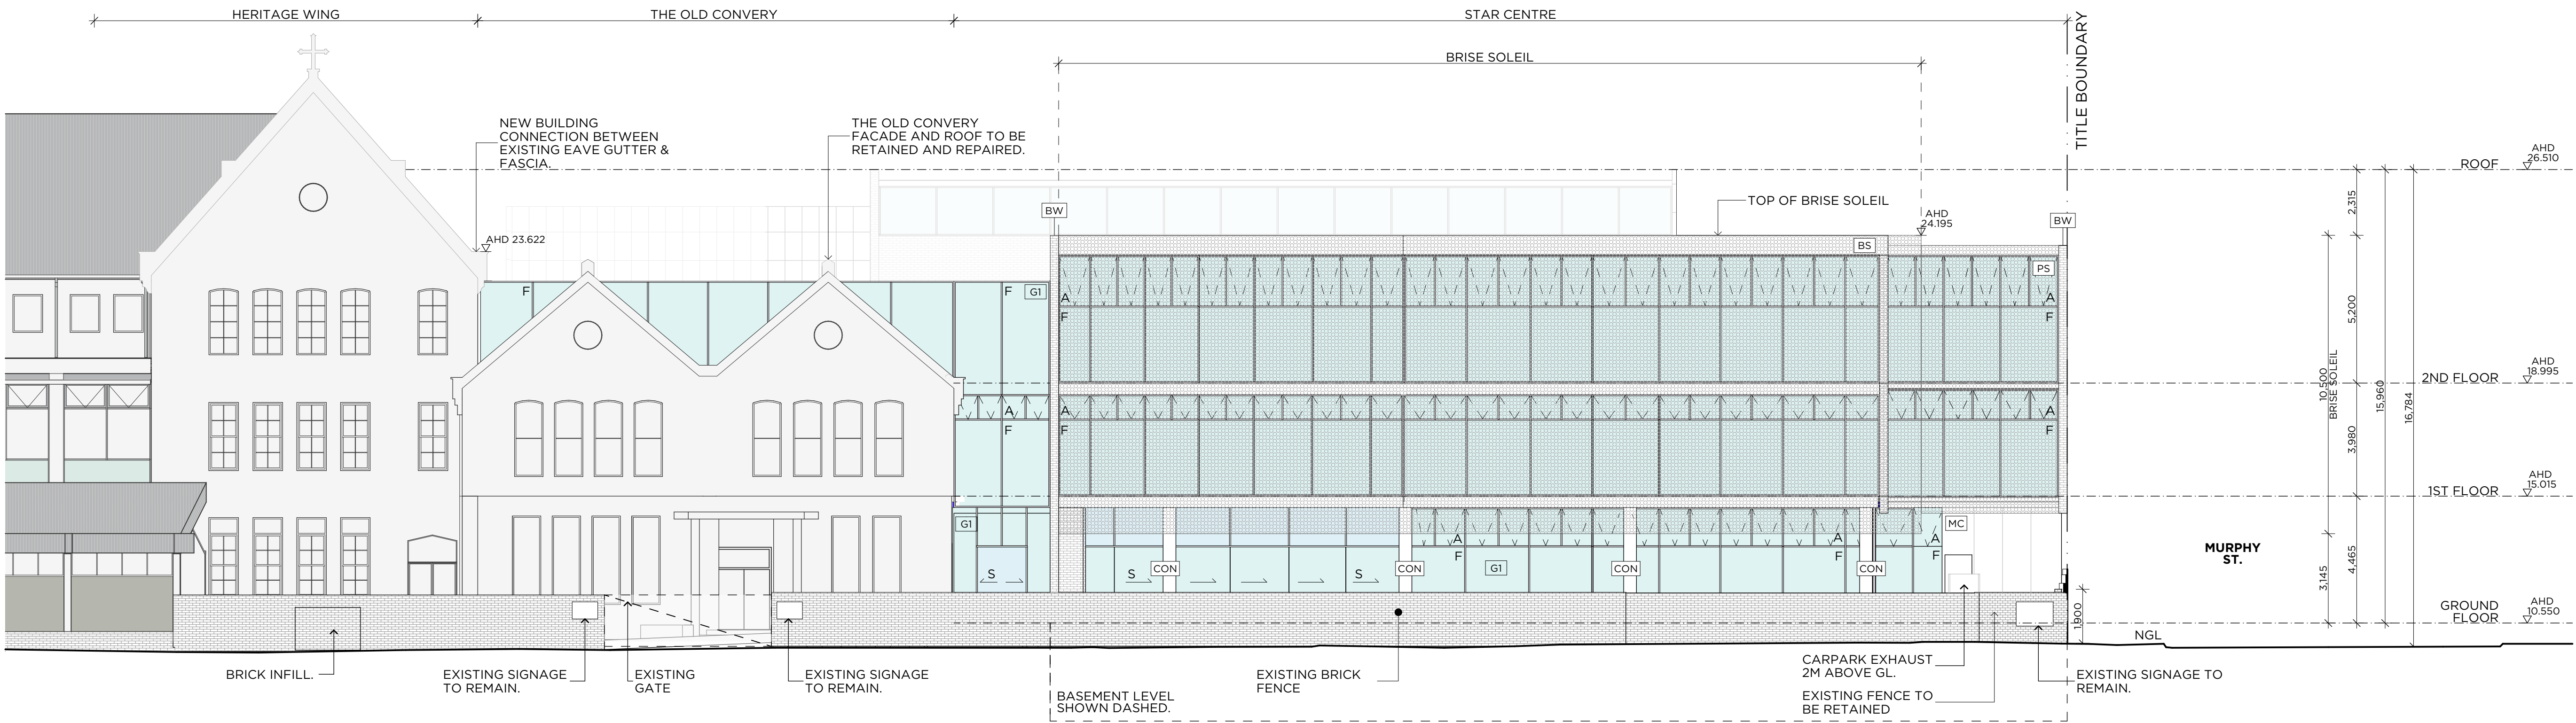 HERITAGE WING
THE OLD CONVERY
STAR CENTRE
TITLE BOUNDARY
BRISE SOLEIL
NEW BUILDING
CONNECTION BETWEEN
EXISTING EAVE GUTTER &
FASCIA.
THE OLD CONVERY
FACADE AND ROOF TO BE
RETAINED AND REPAIRED.
ROOF
AHD
26.510
TOP OF BRISE SOLEIL
AHD
24.195
BW
BW
AHD 23.622
BS
PS
F
F
G1
A
F
A
F
2,315
5,200
10,500
BRISE SOLEIL
15,960
16,784
2ND FLOOR
AHD
18.995
A
F
A
F
A
F
3,980
1ST FLOOR
AHD
15.015
G1
MC
A
F
A
F
A
F
S
S
S
CON
CON
CON
CON
G1
MURPHY
ST.
3,145
4,465
1,900
GROUND
FLOOR
AHD
10.550
NGL
BRICK INFILL.
EXISTING SIGNAGE
TO REMAIN.
EXISTING
GATE
EXISTING SIGNAGE
TO REMAIN.
BASEMENT LEVEL
SHOWN DASHED.
EXISTING BRICK
FENCE
CARPARK EXHAUST
2M ABOVE GL.
EXISTING FENCE TO
BE RETAINED
EXISTING SIGNAGE TO
REMAIN.